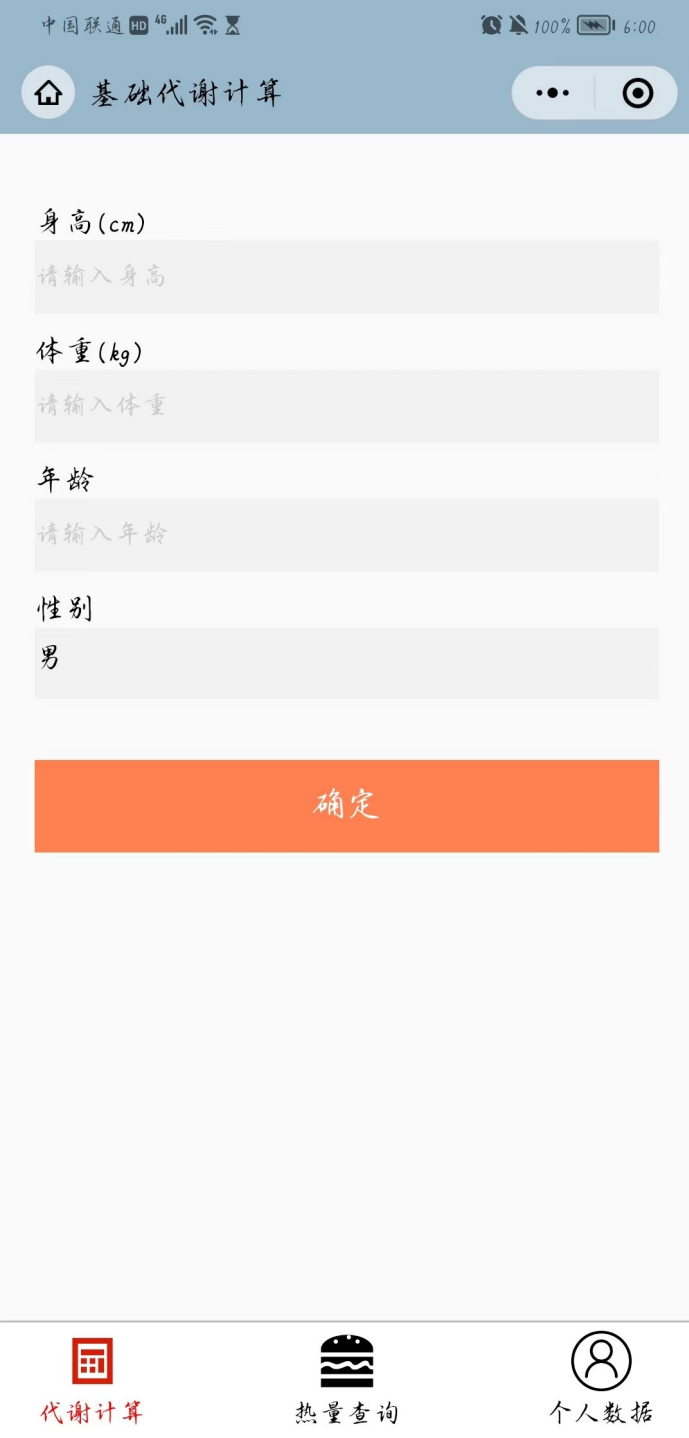 中国联通 HD 4G 100% 6:00
基础代谢计算
身高(cm)
请输入身高
体重(kg)
请输入体重
年龄
请输入年龄
性别
男
确定
代谢计算 热量查询 个人数据